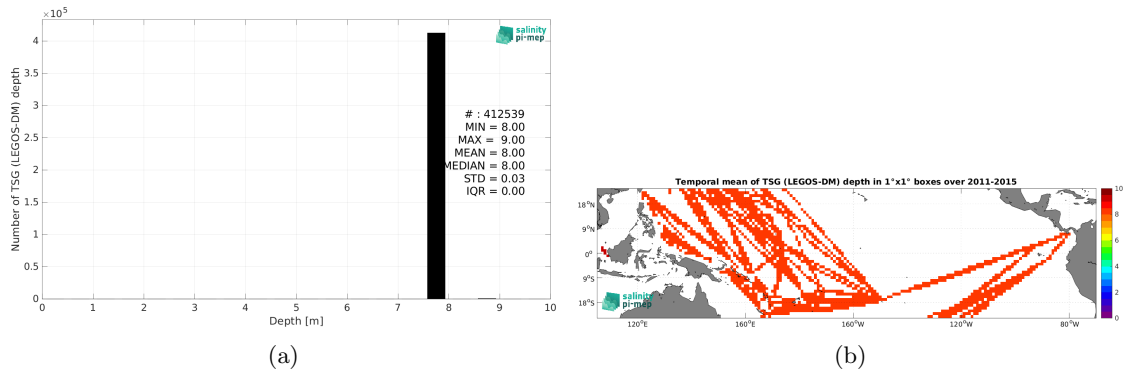 ×10^5
4
3.5
3
2.5
2
1.5
1
0.5
0
Number of TSG (LEGOS-DM) depth
0 1 2 3 4 5 6 7 8 9 10
Depth [m]
salinity
pi-mep
# : 412539
MIN = 8.00
MAX = 9.00
MEAN = 8.00
MEDIAN = 8.00
STD = 0.03
IQR = 0.00
(a)
Temporal mean of TSG (LEGOS-DM) depth in 1°x1° boxes over 2011-2015
18°N
9°N
0°
9°S
18°S
120°E 160°E 160°W 120°W 80°W
salinity
pi-mep
10
8
6
4
2
0
(b)